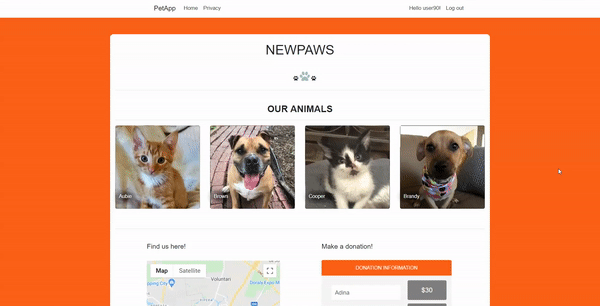 PetApp Home Privacy Hello user90! Log out
NEWPAWS
OUR ANIMALS
Aubie Brown Cooper Brandy
Find us here! Make a donation!
Map Satellite DONATION INFORMATION
Voluntari
Adina $30